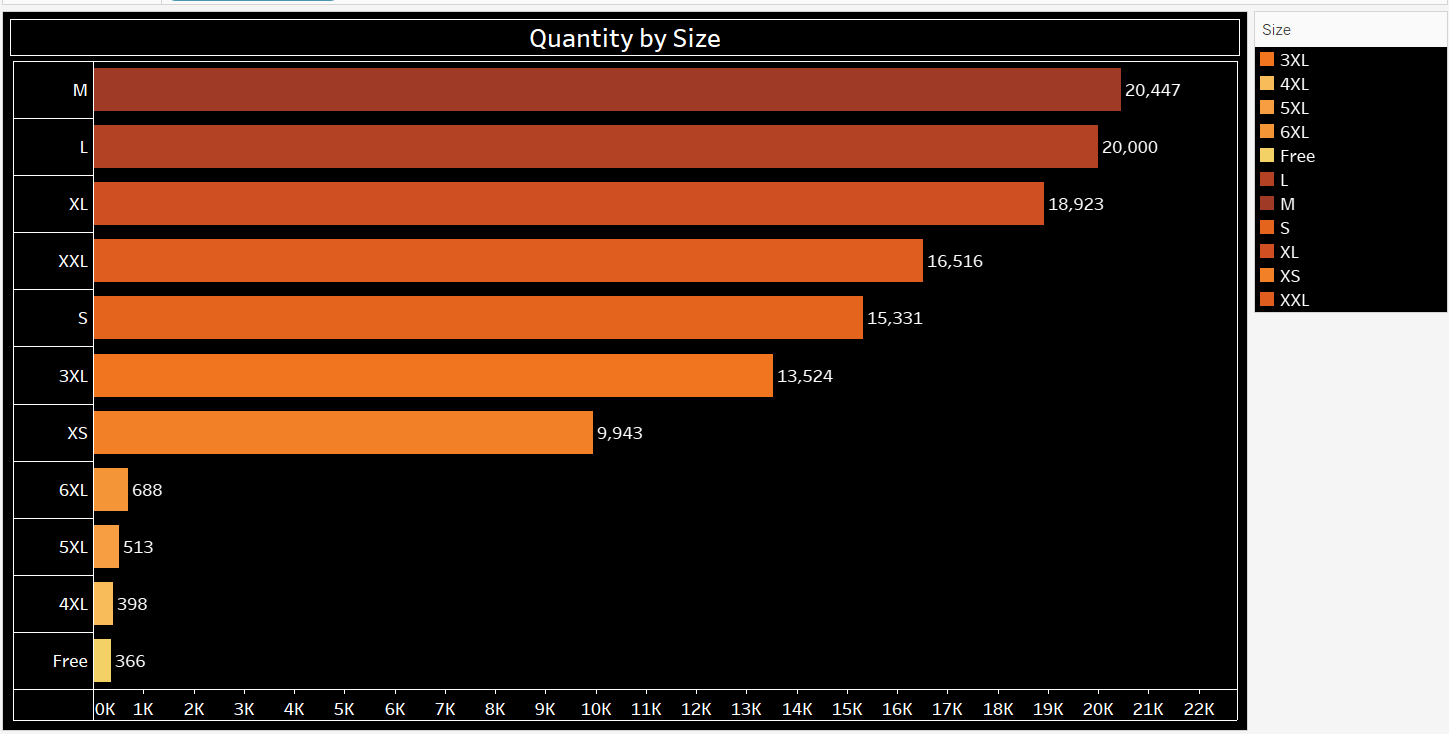 Quantity by Size
M 20,447
L 20,000
XL 18,923
XXL 16,516
S 15,331
3XL 13,524
XS 9,943
6XL 688
5XL 513
4XL 398
Free 366
0K 1K 2K 3K 4K 5K 6K 7K 8K 9K 10K 11K 12K 13K 14K 15K 16K 17K 18K 19K 20K 21K 22K
Size
3XL
4XL
5XL
6XL
Free
L
M
S
XL
XS
XXL